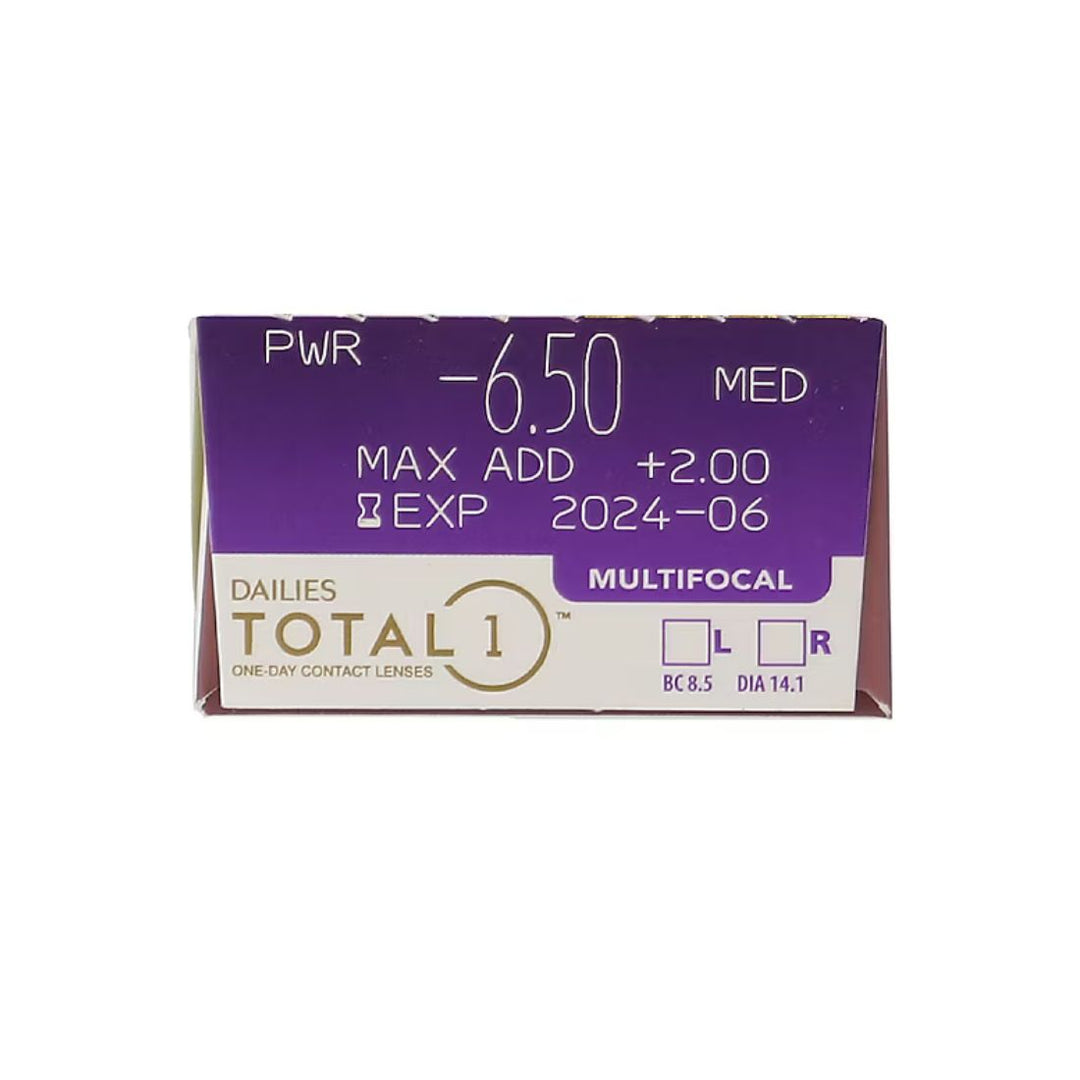 PWR -6.50 MED
MAX ADD +2.00
EXP 2024-06
MULTIFOCAL
DAILIES
TOTAL 1™
ONE-DAY CONTACT LENSES
L R
BC 8.5 DIA 14.1